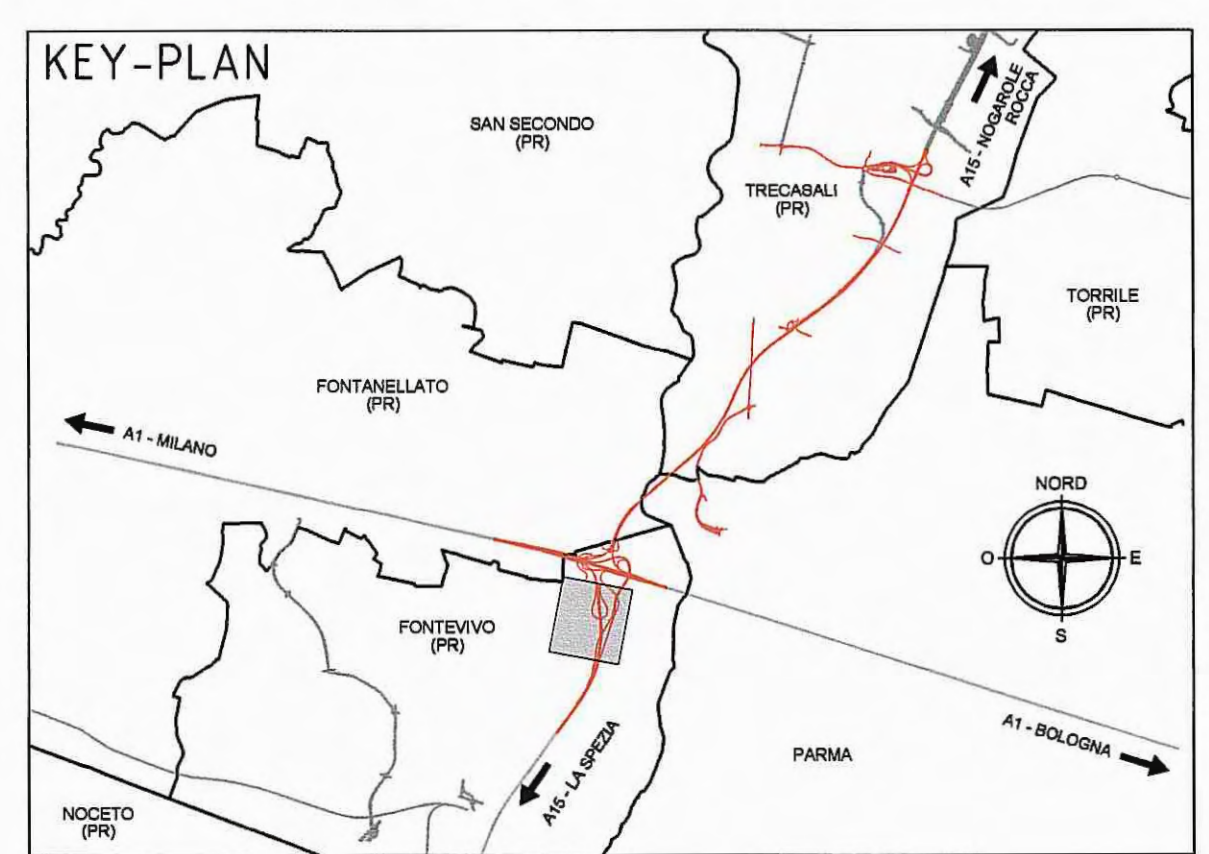 KEY-PLAN
SAN SECONDO
(PR)
A15 - NOGAROLE
ROCCA
TRECASALI
(PR)
TORRILE
(PR)
FONTANELLATO
(PR)
A1 - MILANO
NORD
O
E
S
FONTEVIVO
(PR)
A15 - LA SPEZIA
A1 - BOLOGNA
PARMA
NOCETO
(PR)